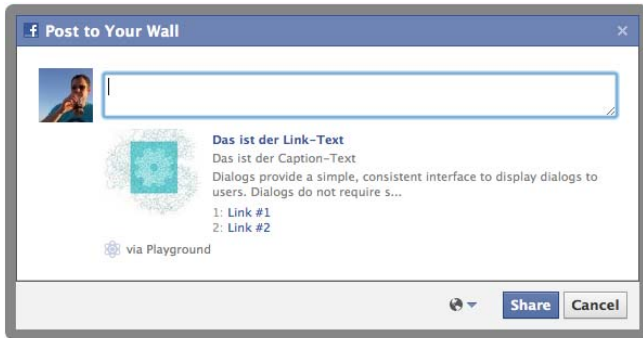 Post to Your Wall
Das ist der Link-Text
Das ist der Caption-Text
Dialogs provide a simple, consistent interface to display dialogs to
users. Dialogs do not require s...
1: Link #1
2: Link #2
via Playground
Share Cancel